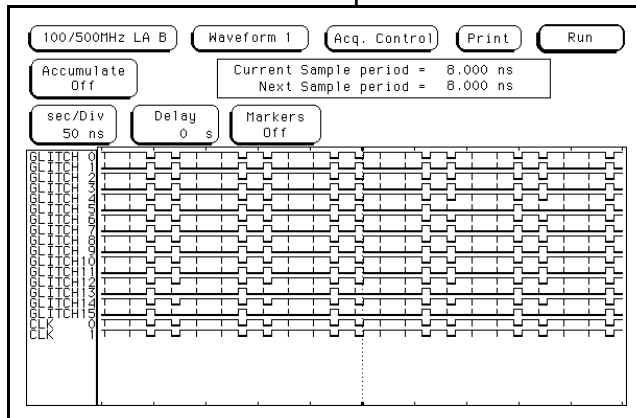 100/500MHz LA B Waveform 1 Acq. Control Print Run
Accumulate
Off
Current Sample period = 8.000 ns
Next Sample period = 8.000 ns
sec/Div
50 ns
Delay
0 s
Markers
Off
GLITCH 0
GLITCH 1
GLITCH 2
GLITCH 3
GLITCH 4
GLITCH 5
GLITCH 6
GLITCH 7
GLITCH 8
GLITCH 9
GLITCH10
GLITCH11
GLITCH12
GLITCH13
GLITCH14
GLITCH15
CLK 0
CLK 1